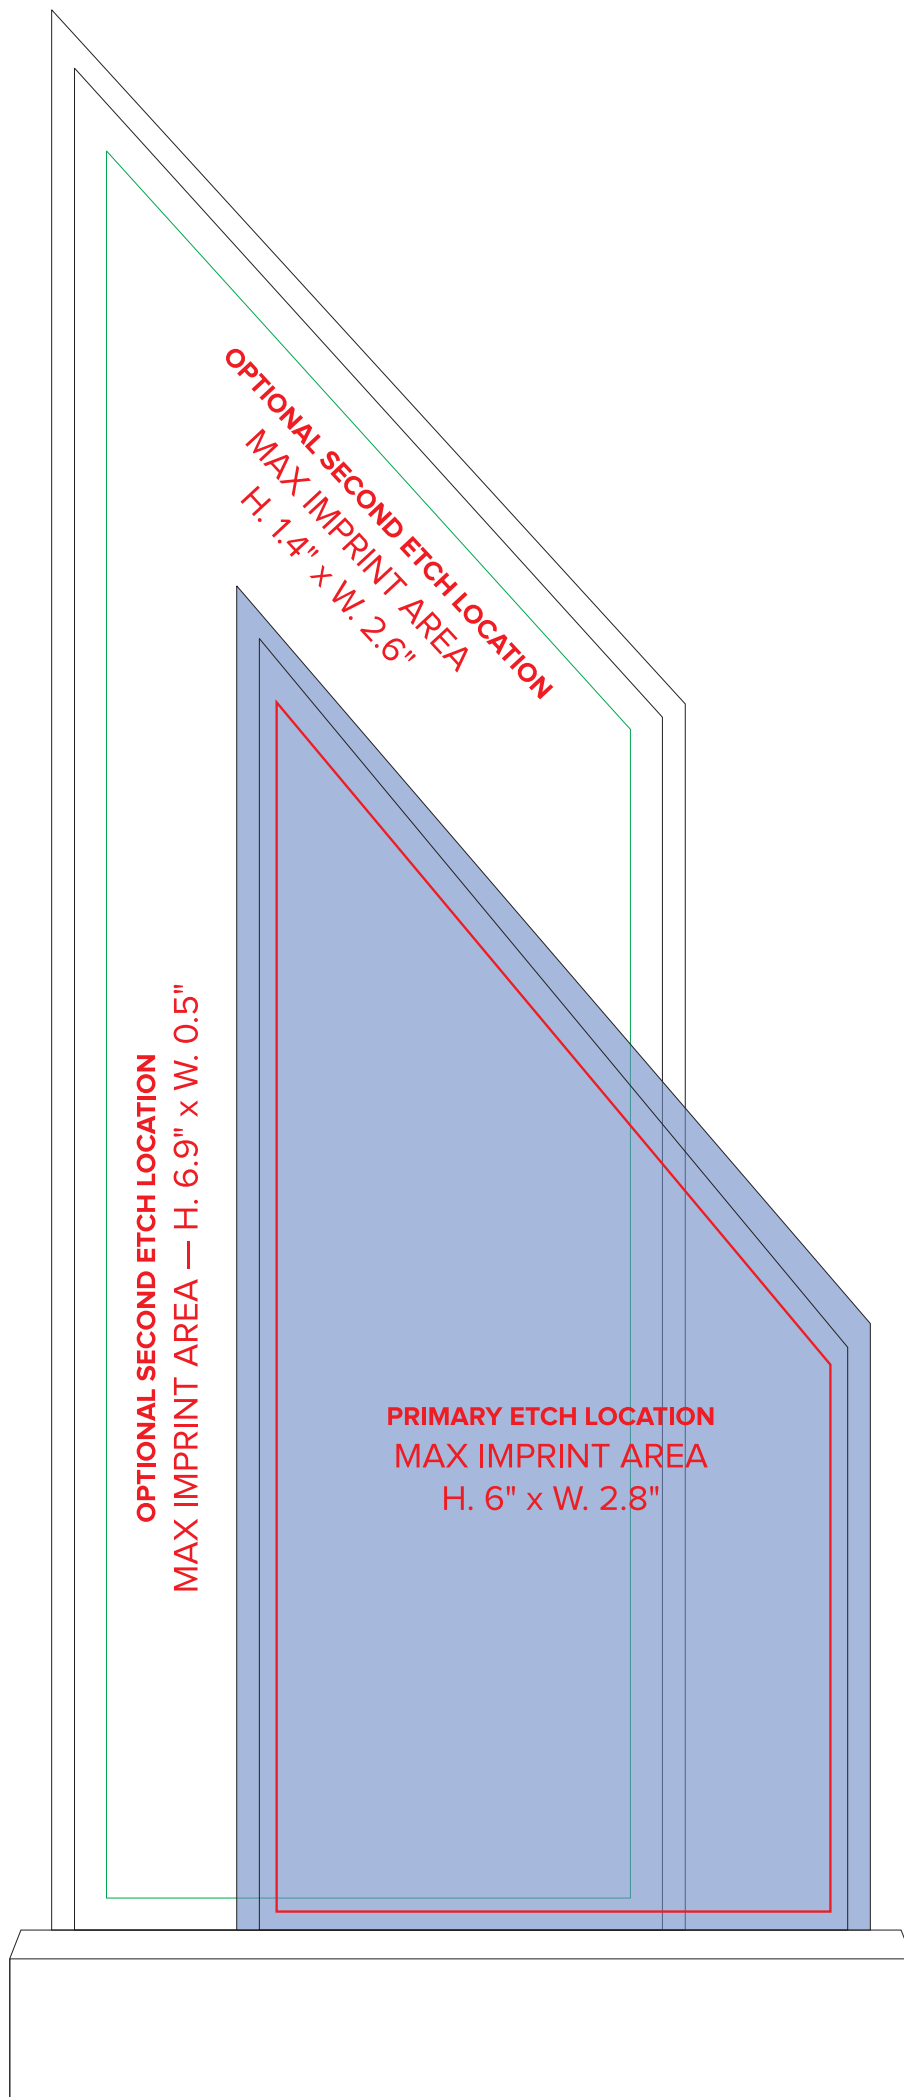 OPTIONAL SECOND ETCH LOCATION
MAX IMPRINT AREA
H. 1.4" x W. 2.6"
OPTIONAL SECOND ETCH LOCATION
MAX IMPRINT AREA — H. 6.9" x W. 0.5"
PRIMARY ETCH LOCATION
MAX IMPRINT AREA
H. 6" x W. 2.8"